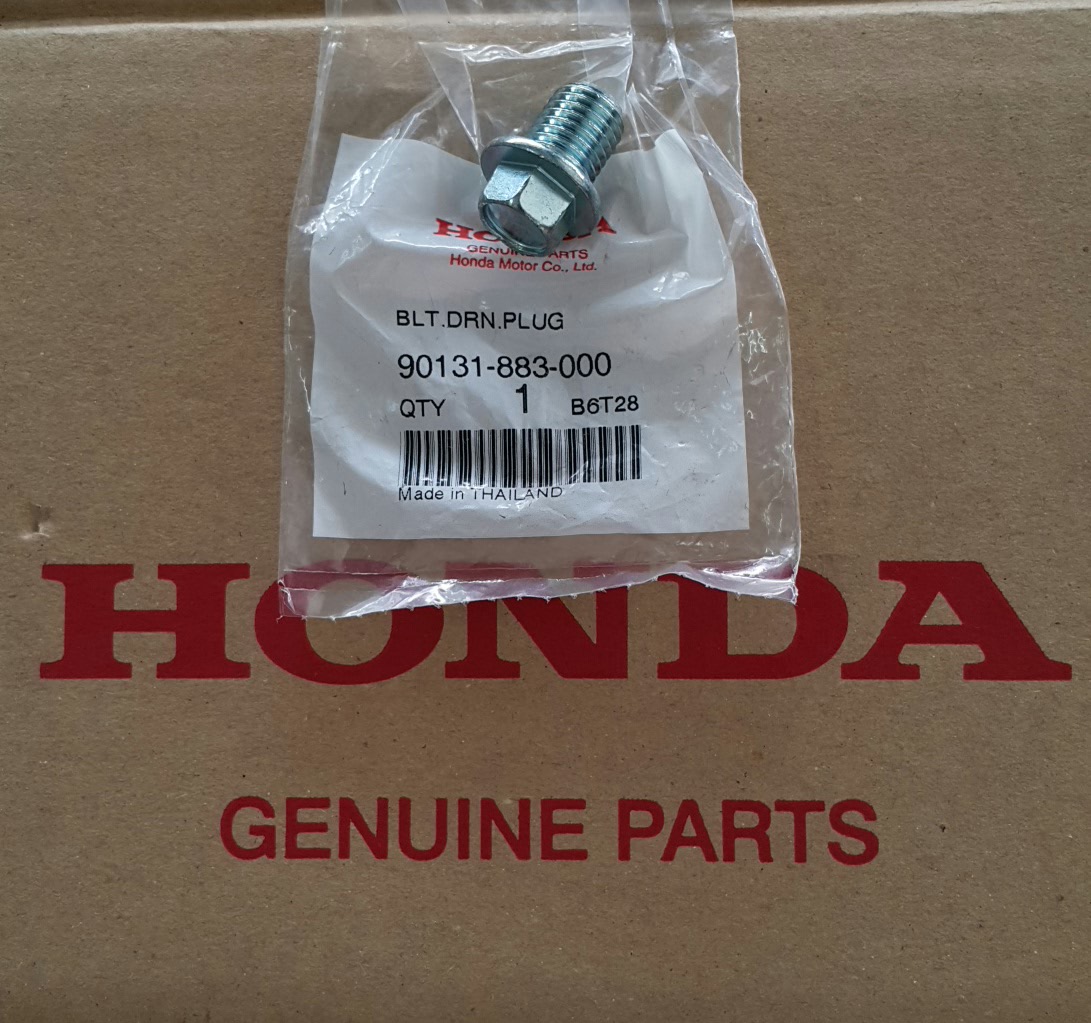 HONDA
GENUINE PARTS
Honda Motor Co., Ltd.
BLT.DRN.PLUG
90131-883-000
QTY 1 B6T28
Made in THAILAND
HONDA
GENUINE PARTS